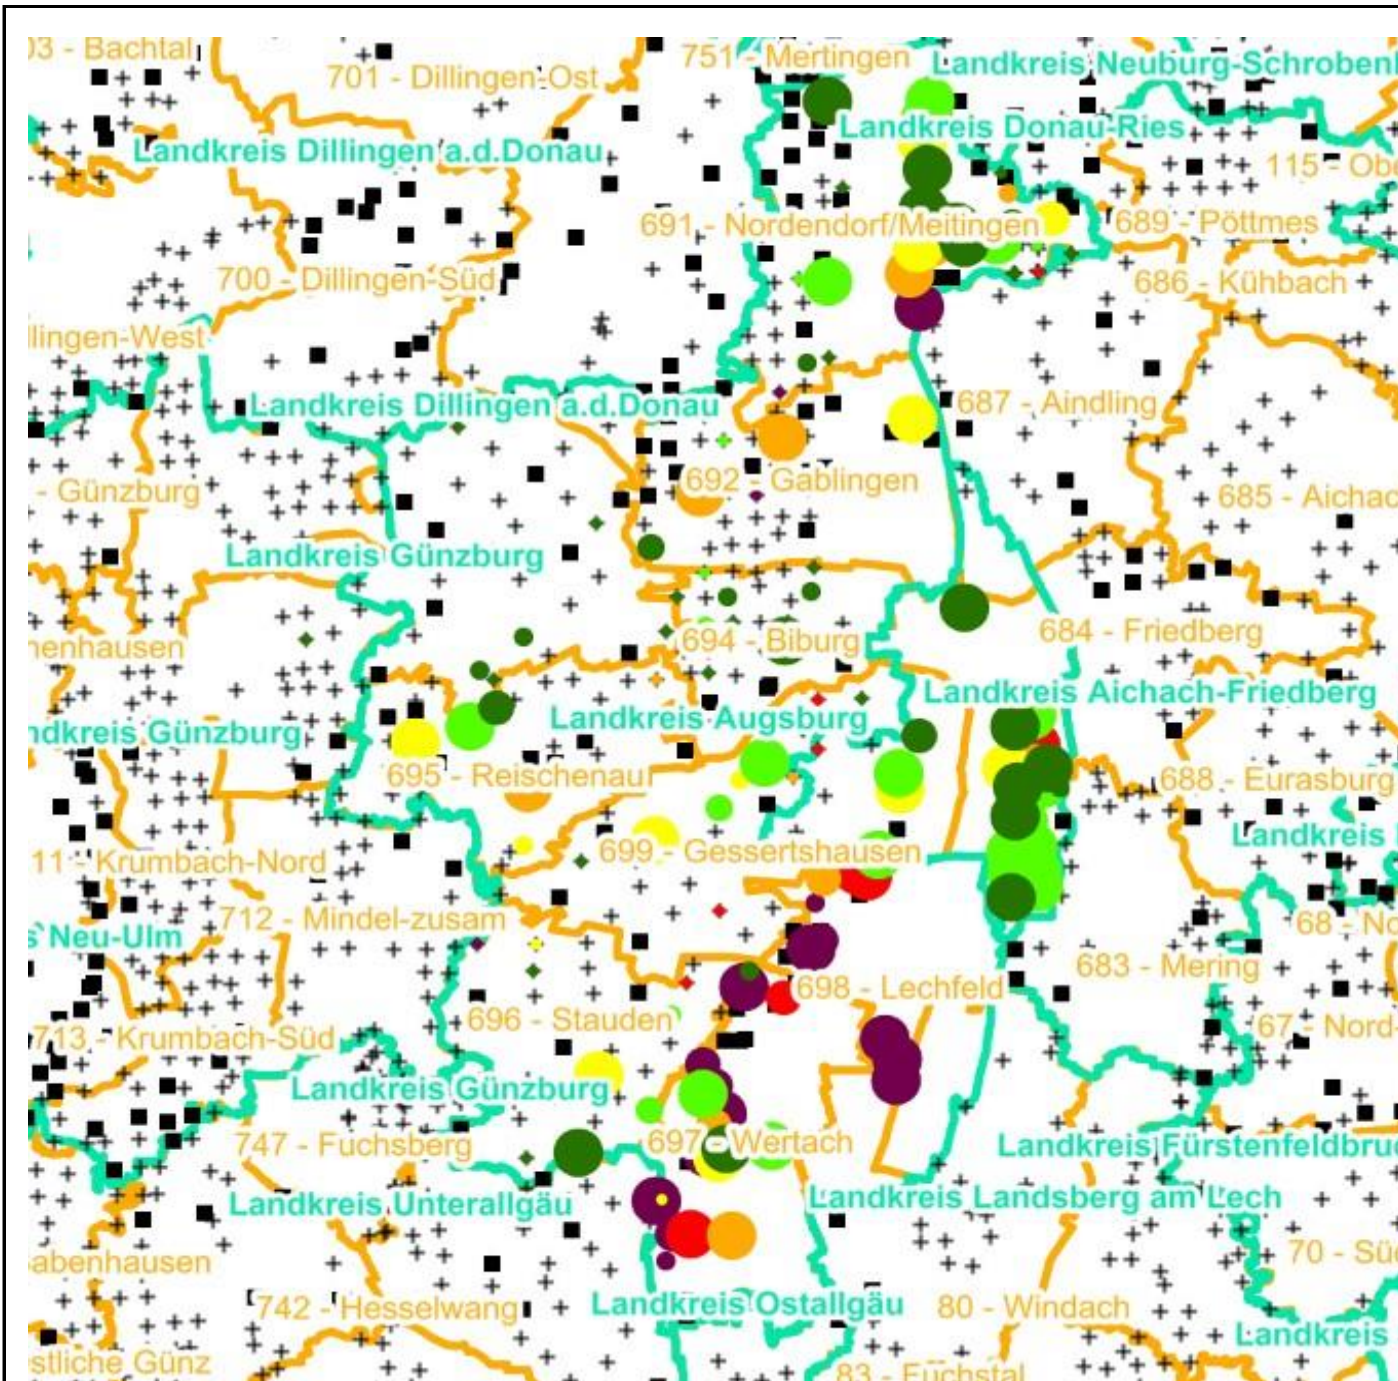 03 - Bachtal
701 - Dillingen-Ost
751 - Mertingen
Landkreis Neuburg-Schroben
Landkreis Donau-Ries
Landkreis Dillingen a.d.Donau
115 - Ob
691 - Nordendorf/Meitingen
689 - Pöttmes
700 - Dillingen-Süd
686 - Kühbach
llingen-West
Landkreis Dillingen a.d.Donau
687 - Aindling
692 - Gablingen
- Günzburg
685 - Aichac
Landkreis Günzburg
684 - Friedberg
694 - Biburg
nenhausen
Landkreis Aichach-Friedberg
Landkreis Augsburg
ndkreis Günzburg
695 - Reischenau
688 - Eurasburg
Landkreis
699 - Gessertshausen
11 - Krumbach-Nord
712 - Mindel-zusam
68 - No
s Neu-Ulm
683 - Mering
698 - Lechfeld
696 - Stauden
67 - Nord
713 - Krumbach-Süd
Landkreis Günzburg
747 - Fuchsberg
697 - Wertach
Landkreis Fürstenfeldbru
Landkreis Unterallgäu
Landkreis Landsberg am Lech
abenhausen
70 - Sü
742 - Hesselwang
Landkreis Ostallgäu
80 - Windach
Landkreis
stliche Günz
83 - Fuchstal